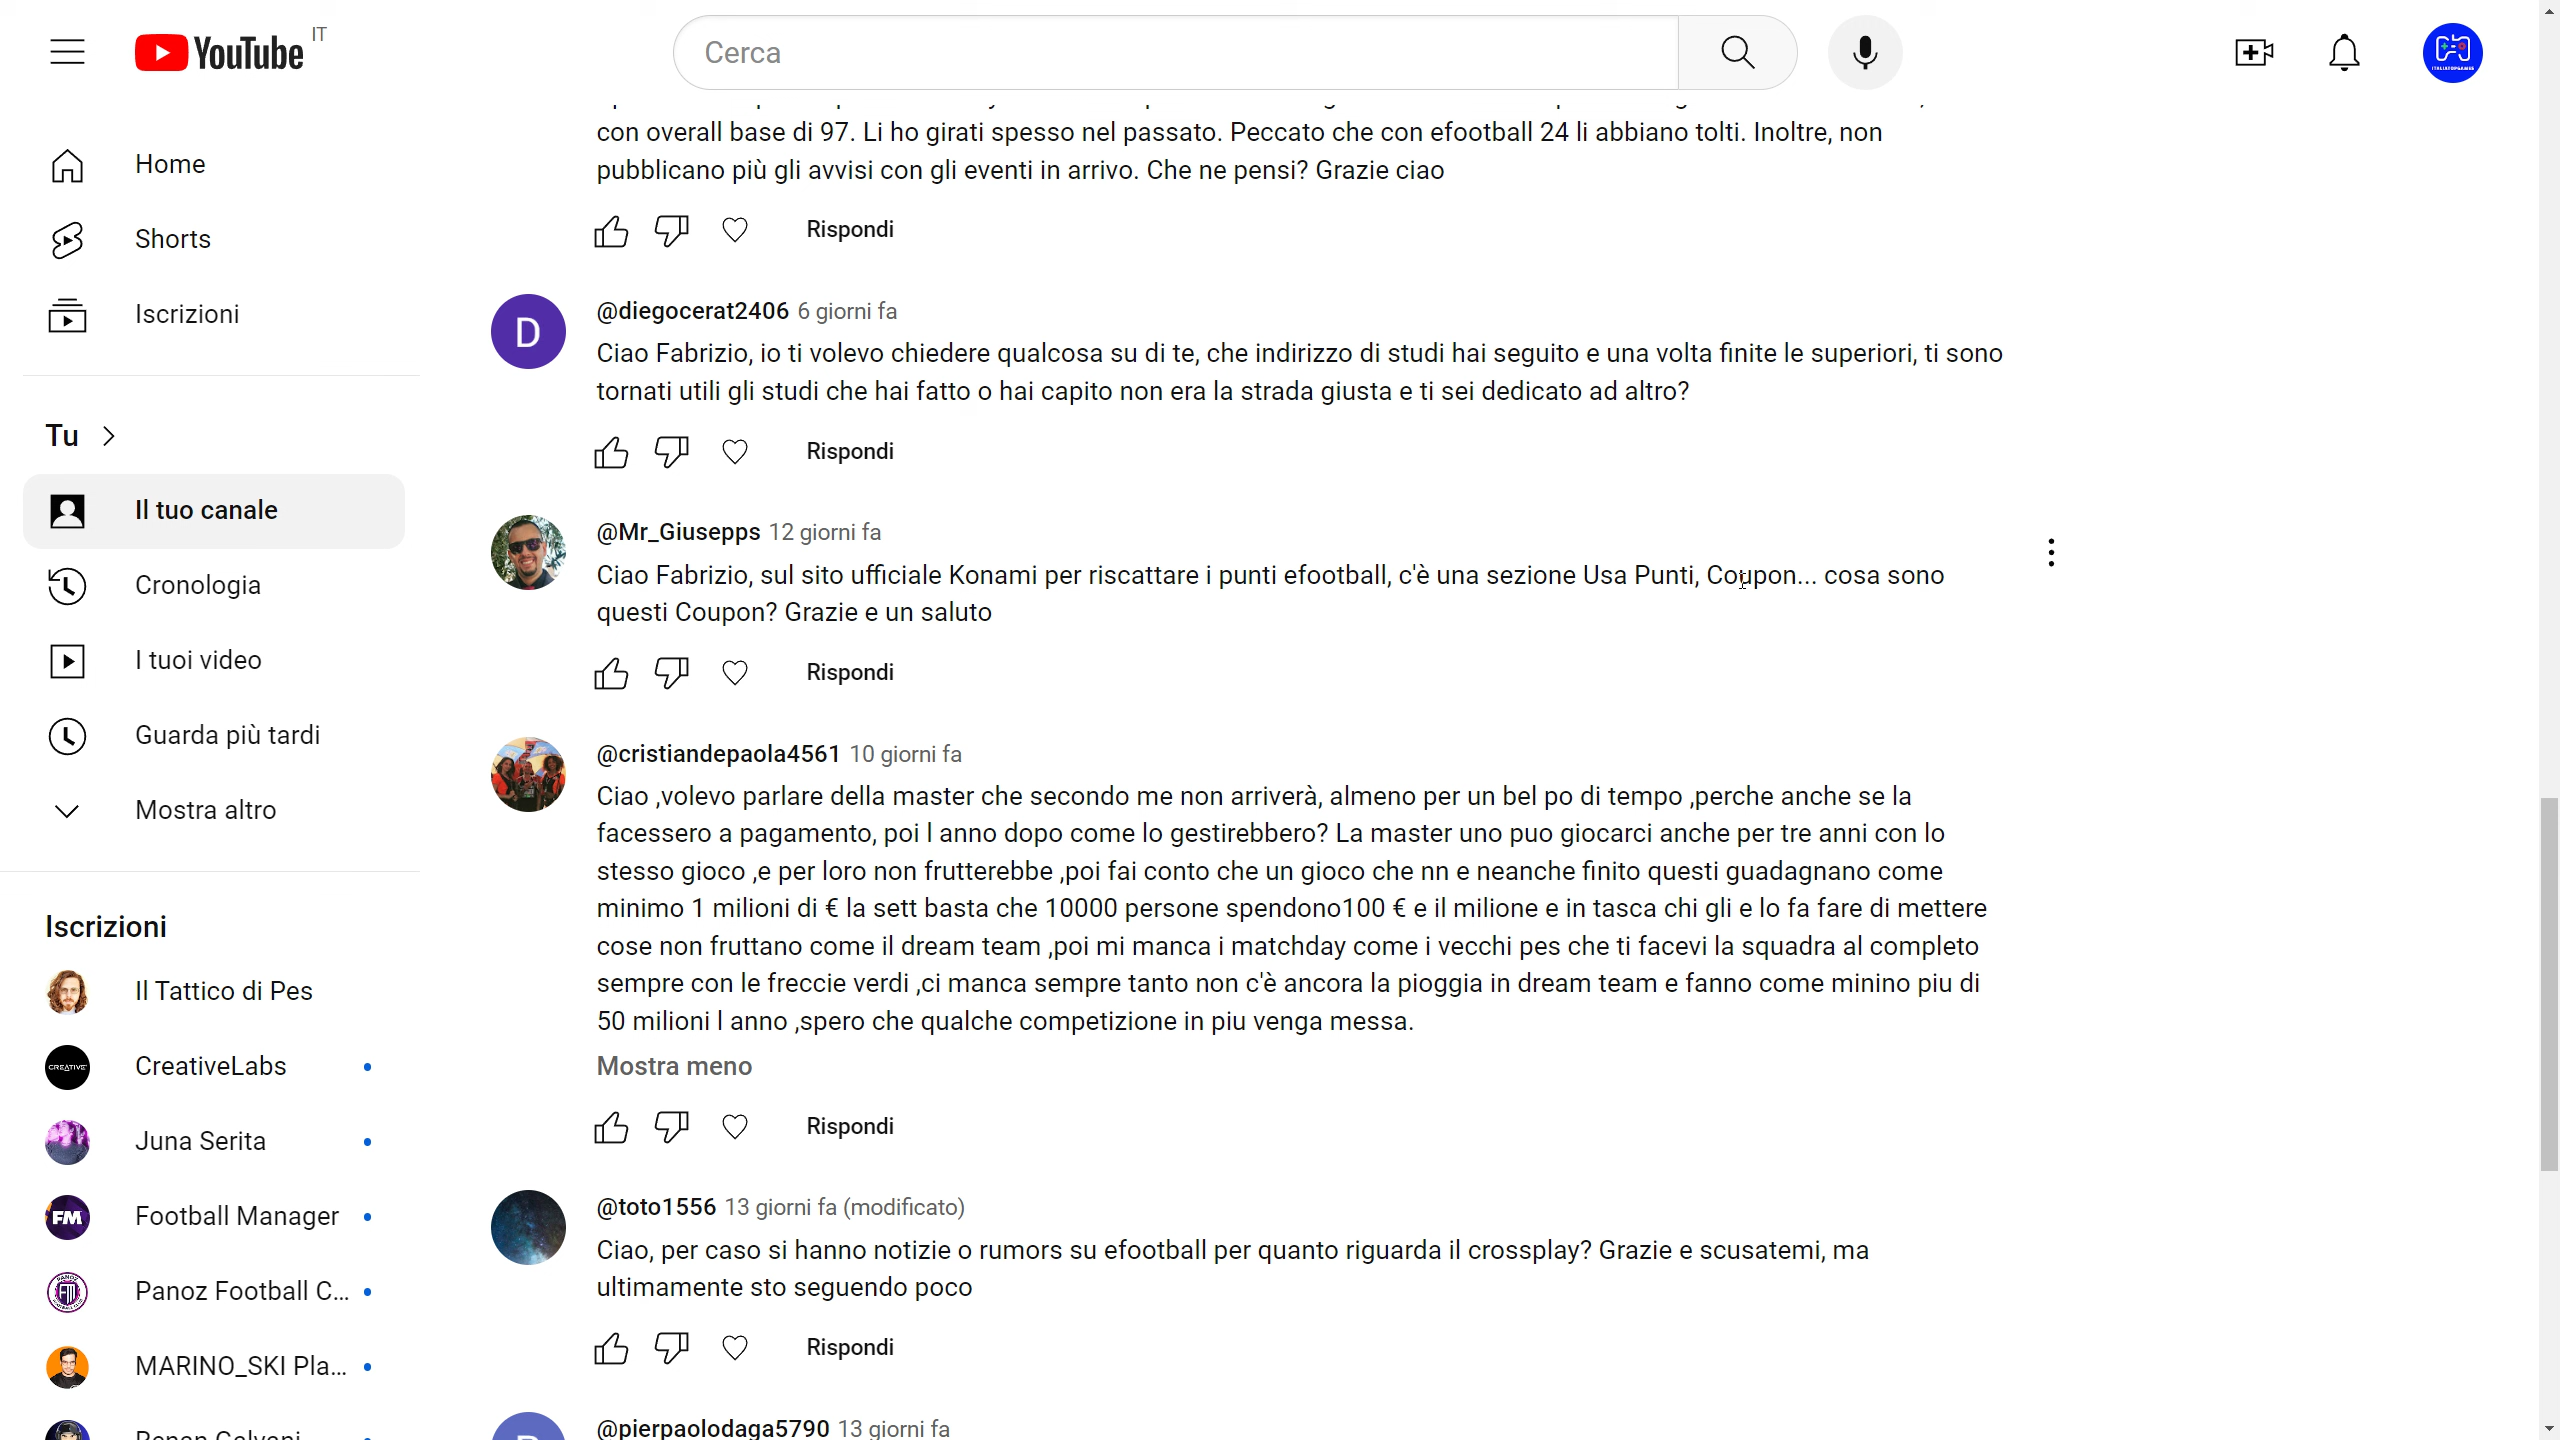 YouTube IT
Cerca
Home
Shorts
Iscrizioni
Tu
Il tuo canale
Cronologia
I tuoi video
Guarda più tardi
Mostra altro
Iscrizioni
Il Tattico di Pes
CREATIVE
CreativeLabs
Juna Serita
FM
Football Manager
Panoz Football C...
MARINO_SKI Pla...
con overall base di 97. Li ho girati spesso nel passato. Peccato che con efootball 24 li abbiano tolti. Inoltre, non
pubblicano più gli avvisi con gli eventi in arrivo. Che ne pensi? Grazie ciao
Rispondi
D
@diegocerat2406 6 giorni fa
Ciao Fabrizio, io ti volevo chiedere qualcosa su di te, che indirizzo di studi hai seguito e una volta finite le superiori, ti sono
tornati utili gli studi che hai fatto o hai capito non era la strada giusta e ti sei dedicato ad altro?
Rispondi
@Mr_Giusepps 12 giorni fa
Ciao Fabrizio, sul sito ufficiale Konami per riscattare i punti efootball, c'è una sezione Usa Punti, Coupon... cosa sono
questi Coupon? Grazie e un saluto
Rispondi
@cristiandepaola4561 10 giorni fa
Ciao ,volevo parlare della master che secondo me non arriverà, almeno per un bel po di tempo ,perche anche se la
facessero a pagamento, poi l anno dopo come lo gestirebbero? La master uno puo giocarci anche per tre anni con lo
stesso gioco ,e per loro non frutterebbe ,poi fai conto che un gioco che nn e neanche finito questi guadagnano come
minimo 1 milioni di € la sett basta che 10000 persone spendono100 € e il milione e in tasca chi gli e lo fa fare di mettere
cose non fruttano come il dream team ,poi mi manca i matchday come i vecchi pes che ti facevi la squadra al completo
sempre con le freccie verdi ,ci manca sempre tanto non c'è ancora la pioggia in dream team e fanno come minino piu di
50 milioni l anno ,spero che qualche competizione in piu venga messa.
Mostra meno
Rispondi
@toto1556 13 giorni fa (modificato)
Ciao, per caso si hanno notizie o rumors su efootball per quanto riguarda il crossplay? Grazie e scusatemi, ma
ultimamente sto seguendo poco
Rispondi
@pierpaolodaga5790 13 giorni fa